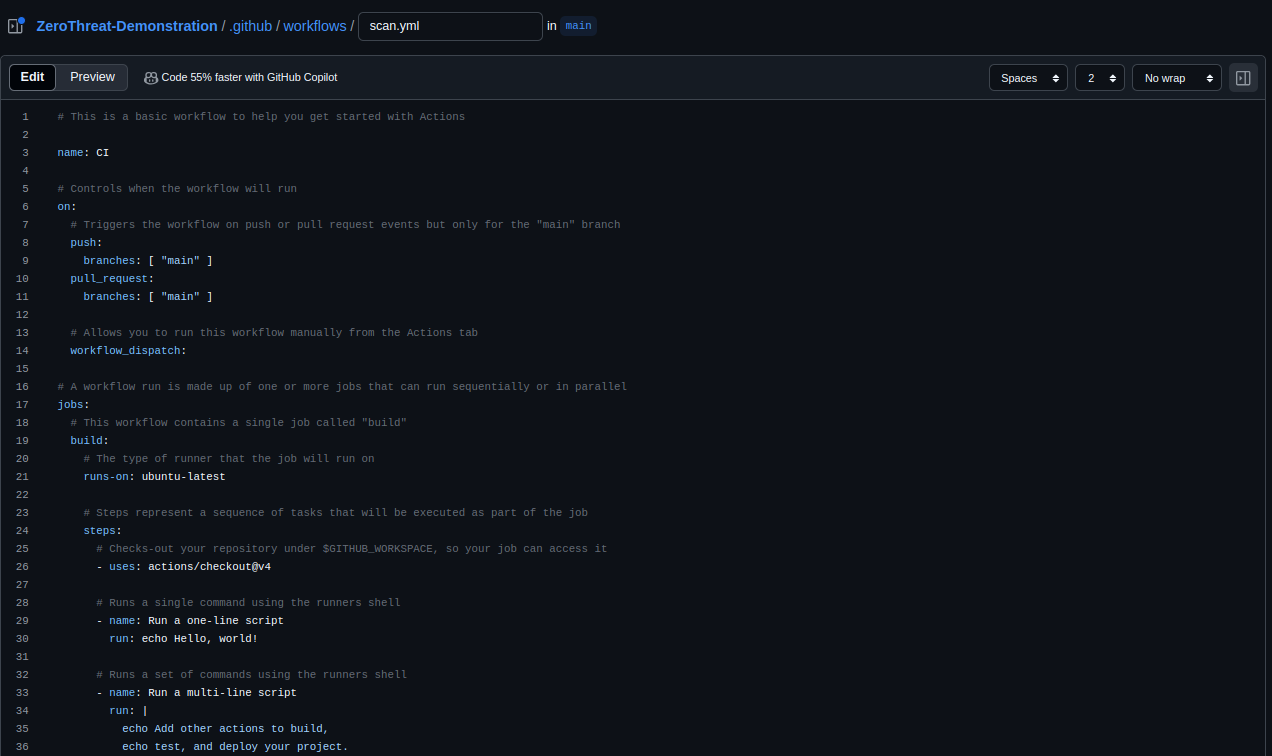 ZeroThreat-Demonstration / .github / workflows / scan.yml in main
Edit Preview Code 55% faster with GitHub Copilot Spaces 2 No wrap
1 # This is a basic workflow to help you get started with Actions
2
3 name: CI
4
5 # Controls when the workflow will run
6 on:
7   # Triggers the workflow on push or pull request events but only for the "main" branch
8   push:
9     branches: [ "main" ]
10   pull_request:
11     branches: [ "main" ]
12
13   # Allows you to run this workflow manually from the Actions tab
14   workflow_dispatch:
15
16 # A workflow run is made up of one or more jobs that can run sequentially or in parallel
17 jobs:
18   # This workflow contains a single job called "build"
19   build:
20     # The type of runner that the job will run on
21     runs-on: ubuntu-latest
22
23     # Steps represent a sequence of tasks that will be executed as part of the job
24     steps:
25       # Checks-out your repository under $GITHUB_WORKSPACE, so your job can access it
26       - uses: actions/checkout@v4
27
28       # Runs a single command using the runners shell
29       - name: Run a one-line script
30         run: echo Hello, world!
31
32       # Runs a set of commands using the runners shell
33       - name: Run a multi-line script
34         run: |
35           echo Add other actions to build,
36           echo test, and deploy your project.